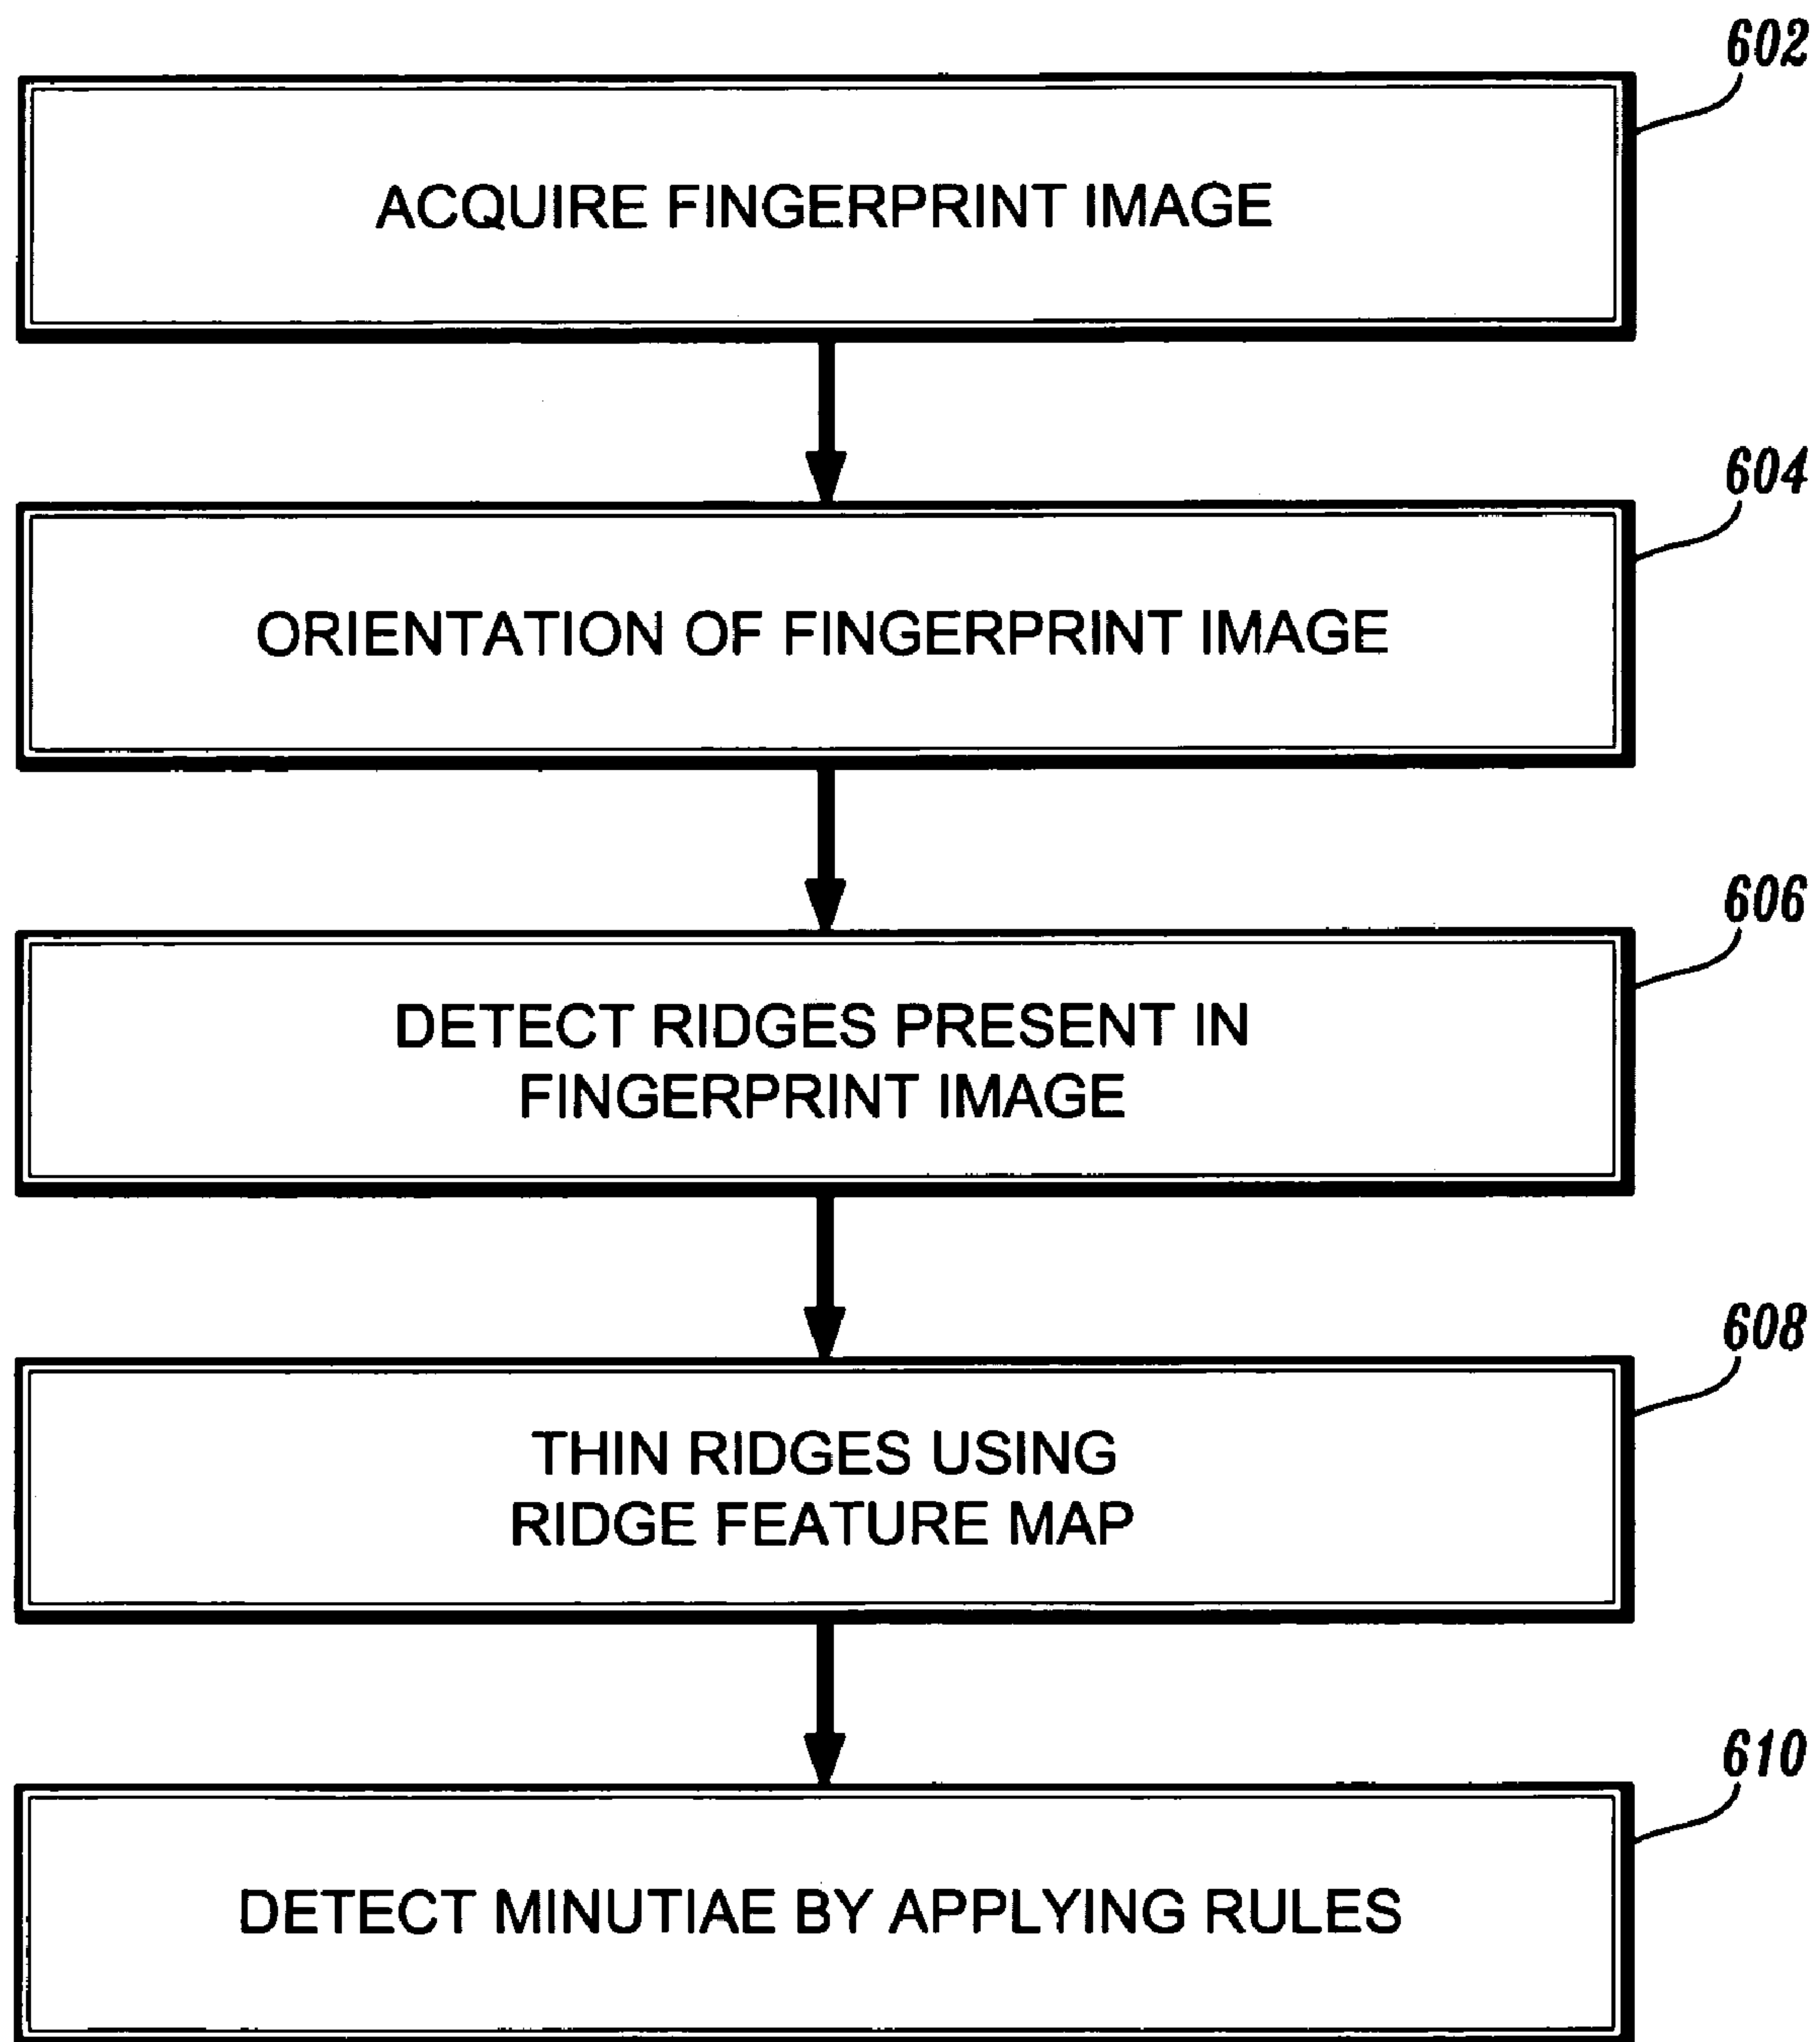 602
ACQUIRE FINGERPRINT IMAGE
604
ORIENTATION OF FINGERPRINT IMAGE
606
DETECT RIDGES PRESENT IN
FINGERPRINT IMAGE
608
THIN RIDGES USING
RIDGE FEATURE MAP
610
DETECT MINUTIAE BY APPLYING RULES